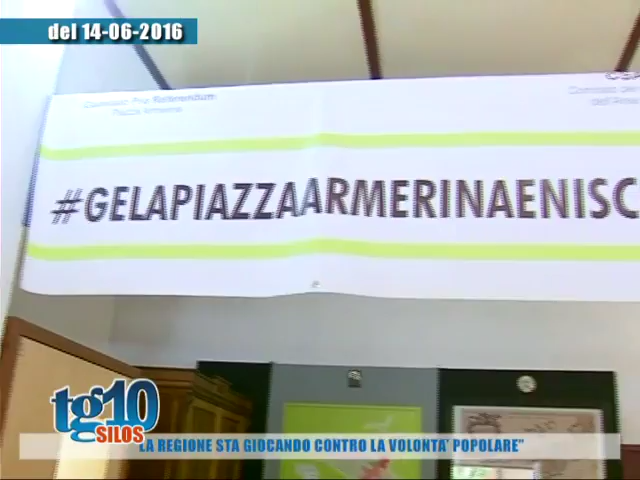 del 14-06-2016
Comitato Pro Referendum
Piazza Armerina
#GELAPIAZZAARMERINAENISC
tg10
SILOS
"LA REGIONE STA GIOCANDO CONTRO LA VOLONTA' POPOLARE"